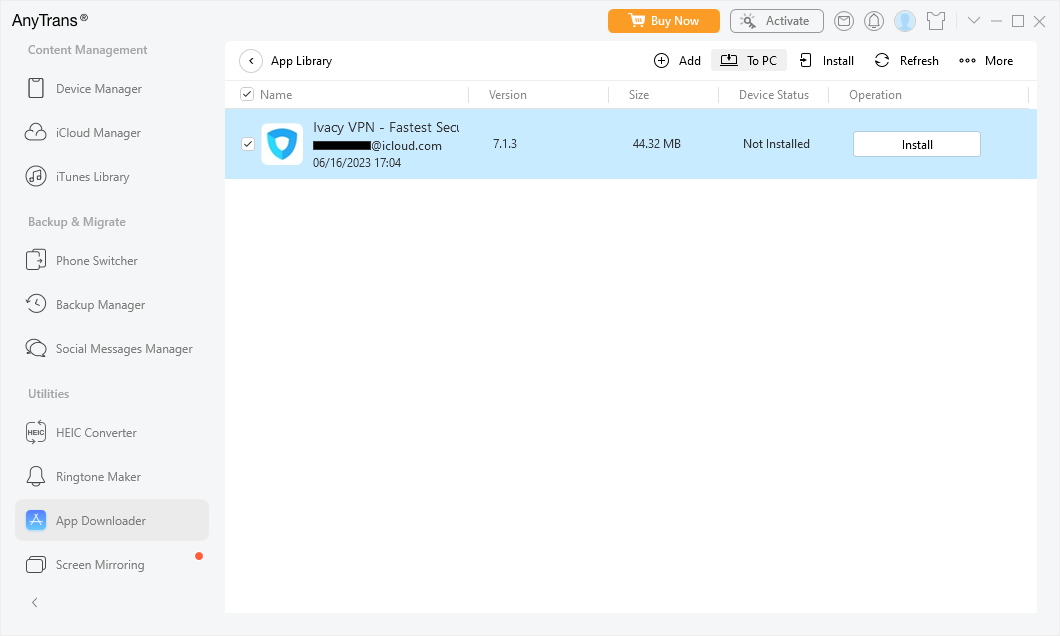 AnyTrans®
Buy Now
Activate
Content Management
Device Manager
iCloud Manager
iTunes Library
Backup & Migrate
Phone Switcher
Backup Manager
Social Messages Manager
Utilities
HEIC
HEIC Converter
Ringtone Maker
App Downloader
Screen Mirroring
App Library
Add
To PC
Install
Refresh
More
Name
Version
Size
Device Status
Operation
Ivacy VPN - Fastest Secu
@icloud.com
06/16/2023 17:04
7.1.3
44.32 MB
Not Installed
Install